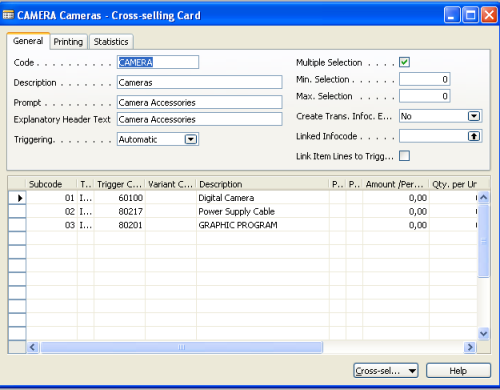 CAMERA Cameras - Cross-selling Card
General Printing Statistics
Code . . . . . . . . . . . CAMERA
Description . . . . . . . . Cameras
Prompt . . . . . . . . . . Camera Accessories
Explanatory Header Text Camera Accessories
Triggering. . . . . . . . . . Automatic
Multiple Selection . . . . .
Min. Selection . . . . . . . 0
Max. Selection . . . . . . 0
Create Trans. Infoc. E... No
Linked Infocode . . . . . .
Link Item Lines to Trigg...
Subcode T.. Trigger C... Variant C... Description P.. P.. Amount /Per... Qty. per Ur
01 I... 60100 Digital Camera 0,00
02 I... 80217 Power Supply Cable 0,00
03 I... 80201 GRAPHIC PROGRAM 0,00
Cross-sel... Help